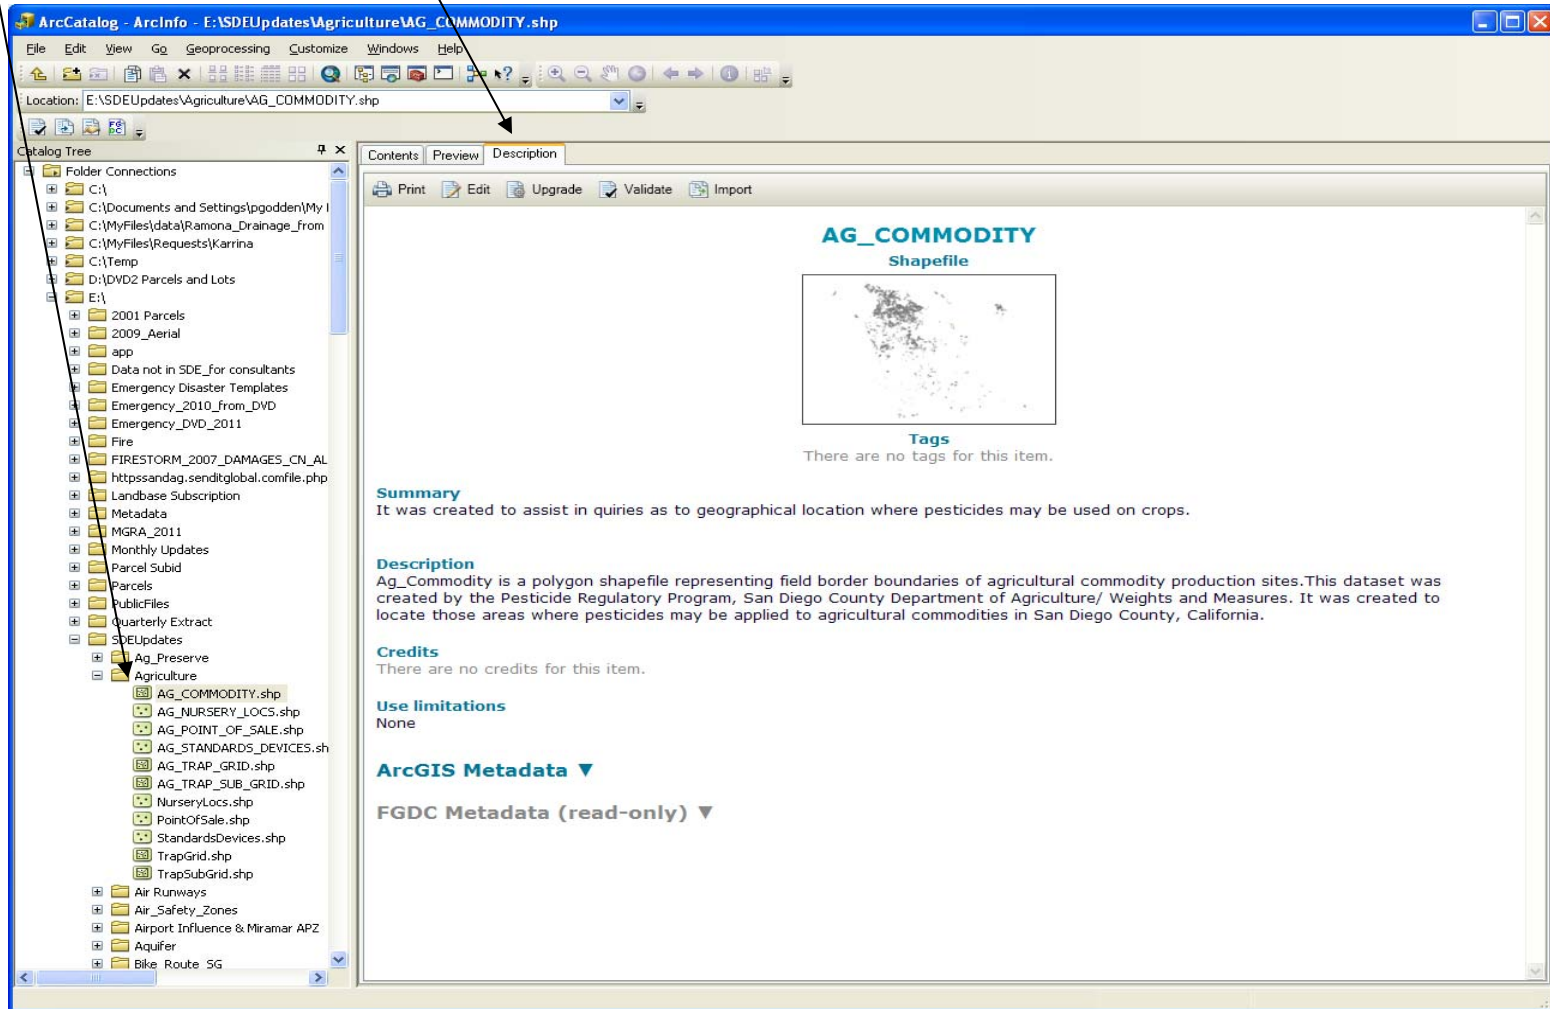 ArcCatalog - ArcInfo - E:\SDEUpdates\Agriculture\AG_COMMODITY.shp
File Edit View Go Geoprocessing Customize Windows Help
Location: E:\SDEUpdates\Agriculture\AG_COMMODITY.shp
Catalog Tree
Folder Connections
C:\
C:\Documents and Settings\pgodden\My
C:\MyFiles\data\Ramona_Drainage_from
C:\MyFiles\Requests\Karrina
C:\Temp
D:\DVD2 Parcels and Lots
E:\
2001 Parcels
2009_Aerial
app
Data not in SDE_for consultants
Emergency Disaster Templates
Emergency_2010_from_DVD
Emergency_DVD_2011
Fire
FIRESTORM_2007_DAMAGES_CN_AL
httpssandag.senditglobal.comfile.php
Landbase Subscription
Metadata
MGRA_2011
Monthly Updates
Parcel Subid
Parcels
PublicFiles
Quarterly Extract
SDEUpdates
Ag_Preserve
Agriculture
AG_COMMODITY.shp
AG_NURSERY_LOCS.shp
AG_POINT_OF_SALE.shp
AG_STANDARDS_DEVICES.sh
AG_TRAP_GRID.shp
AG_TRAP_SUB_GRID.shp
NurseryLocs.shp
PointOfSale.shp
StandardsDevices.shp
TrapGrid.shp
TrapSubGrid.shp
Air Runways
Air_Safety_Zones
Airport Influence & Miramar APZ
Aquifer
Bike_Route_SG
Contents Preview Description
Print Edit Upgrade Validate Import
AG_COMMODITY
Shapefile
Tags
There are no tags for this item.
Summary
It was created to assist in quiries as to geographical location where pesticides may be used on crops.
Description
Ag_Commodity is a polygon shapefile representing field border boundaries of agricultural commodity production sites.This dataset was
created by the Pesticide Regulatory Program, San Diego County Department of Agriculture/ Weights and Measures. It was created to
locate those areas where pesticides may be applied to agricultural commodities in San Diego County, California.
Credits
There are no credits for this item.
Use limitations
None
ArcGIS Metadata ▼
FGDC Metadata (read-only) ▼